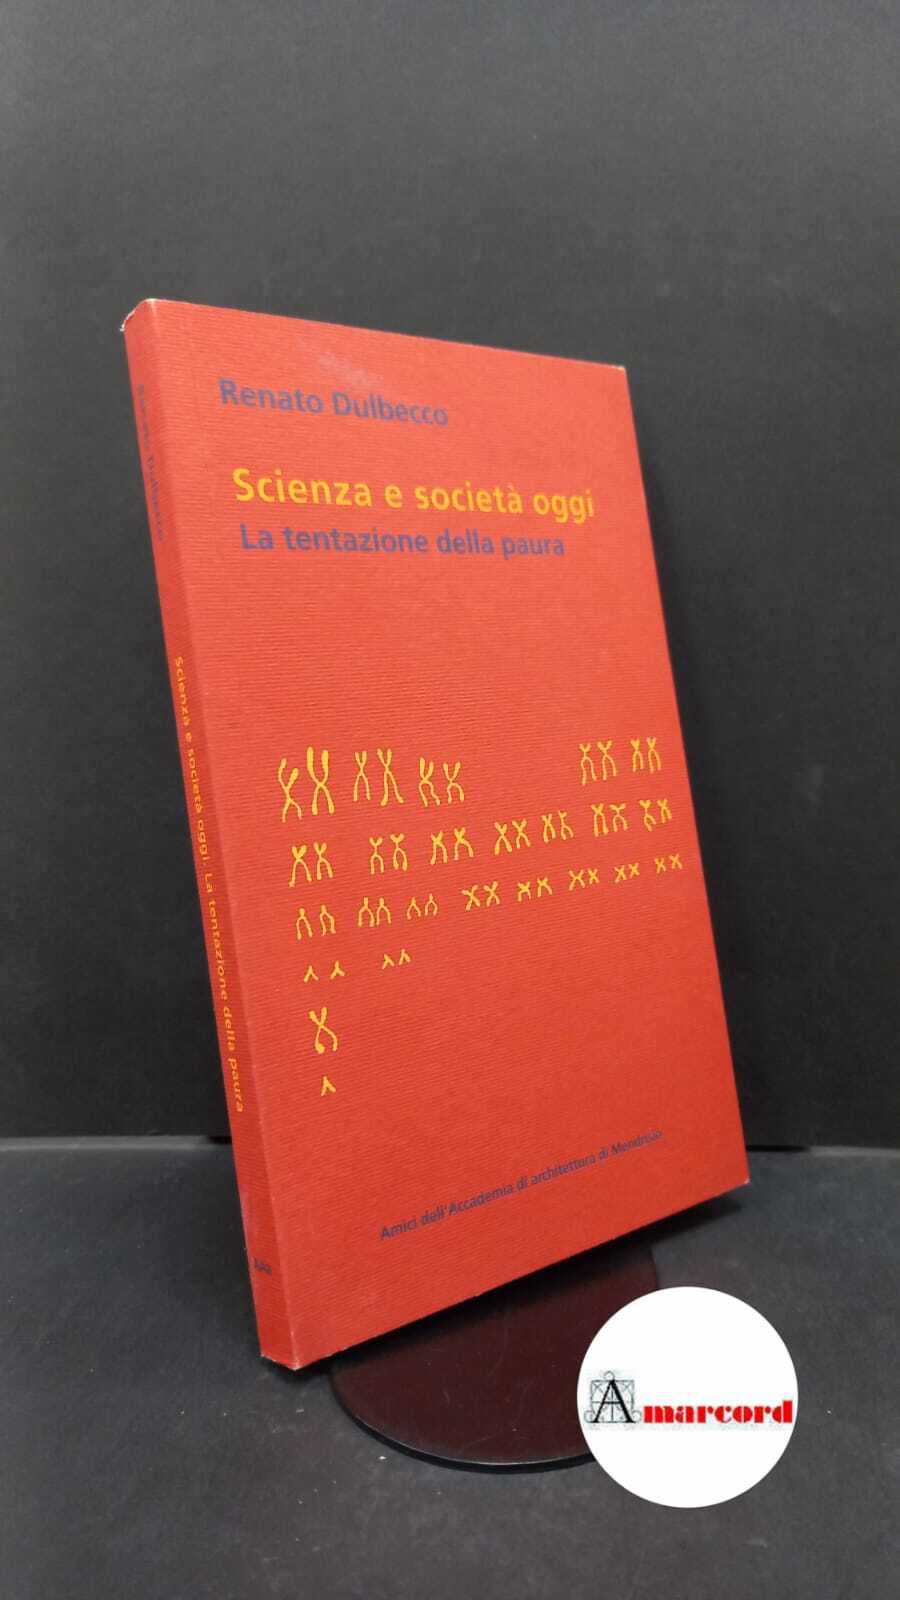 Renato Dulbecco
Scienza e società oggi
La tentazione della paura
Amici dell'Accademia di architettura di Mendrisio
Renato Dulbecco
Scienza e società oggi. La tentazione della paura
Amarcord